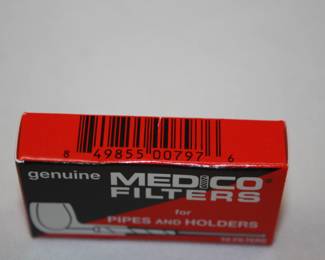 8 49855 00797 6
genuine MEDICO®
FILTERS
for
PIPES AND HOLDERS